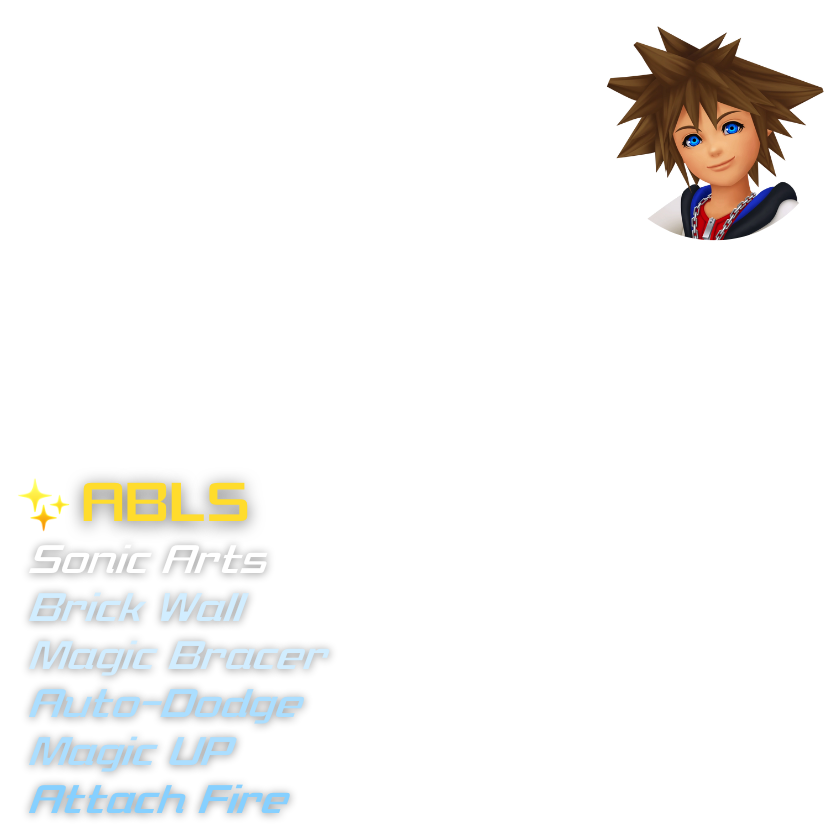 ABLS
Sonic Arts
Brick Wall
Magic Bracer
Auto-Dodge
Magic UP
Attach Fire